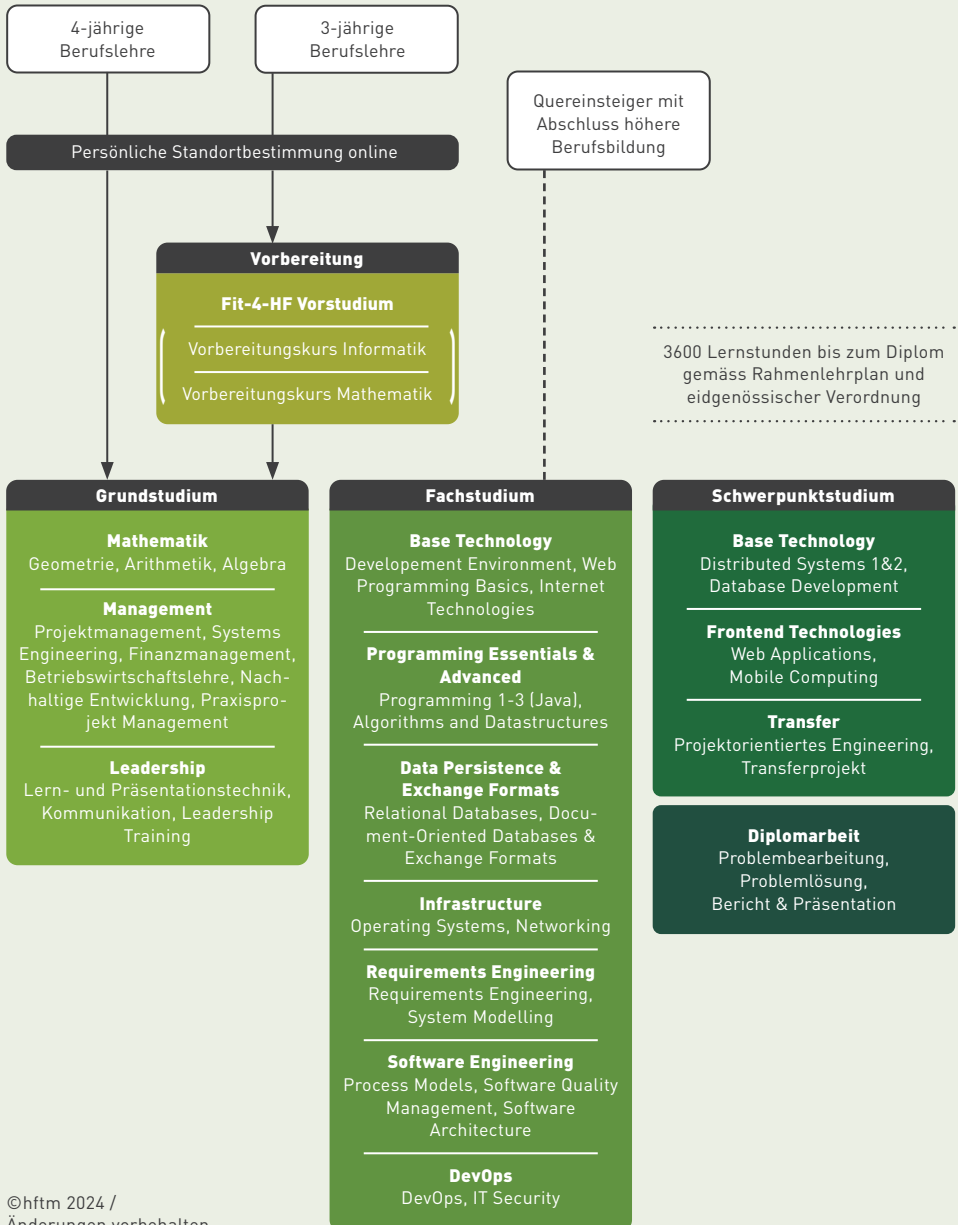 4-jährige
Berufslehre
3-jährige
Berufslehre
Quereinsteiger mit
Abschluss höhere
Berufsbildung
Persönliche Standortbestimmung online
Vorbereitung
Fit-4-HF Vorstudium
Vorbereitungskurs Informatik
Vorbereitungskurs Mathematik
3600 Lernstunden bis zum Diplom
gemäss Rahmenlehrplan und
eidgenössischer Verordnung
Grundstudium
Mathematik
Geometrie, Arithmetik, Algebra
Management
Projektmanagement, Systems
Engineering, Finanzmanagement,
Betriebswirtschaftslehre, Nach-
haltige Entwicklung, Praxispro-
jekt Management
Leadership
Lern- und Präsentationstechnik,
Kommunikation, Leadership
Training
Fachstudium
Base Technology
Developement Environment, Web
Programming Basics, Internet
Technologies
Programming Essentials &
Advanced
Programming 1-3 (Java),
Algorithms and Datastructures
Data Persistence &
Exchange Formats
Relational Databases, Docu-
ment-Oriented Databases &
Exchange Formats
Infrastructure
Operating Systems, Networking
Requirements Engineering
Requirements Engineering,
System Modelling
Software Engineering
Process Models, Software Quality
Management, Software
Architecture
DevOps
DevOps, IT Security
Schwerpunktstudium
Base Technology
Distributed Systems 1&2,
Database Development
Frontend Technologies
Web Applications,
Mobile Computing
Transfer
Projektorientiertes Engineering,
Transferprojekt
Diplomarbeit
Problembearbeitung,
Problemlösung,
Bericht & Präsentation
©hftm 2024 /
Änderungen vorbehalten